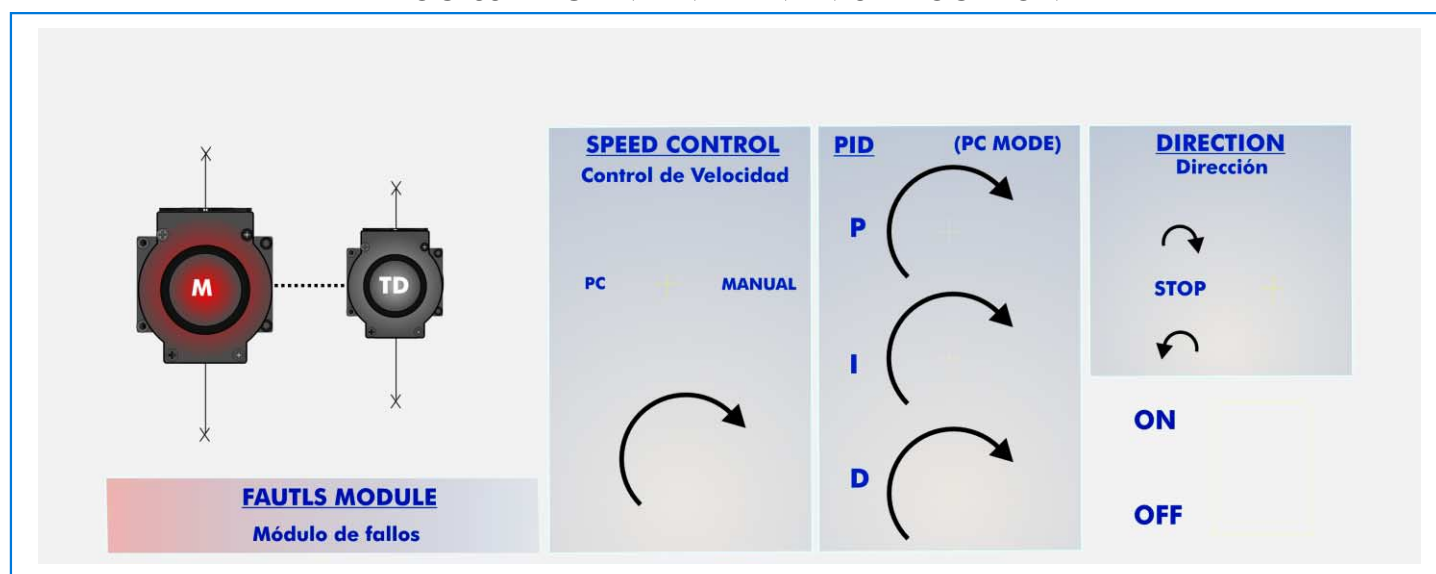 M
TD
FAUTLS MODULE
Módulo de fallos
SPEED CONTROL
Control de Velocidad
PC MANUAL
PID (PC MODE)
P
I
D
DIRECTION
Dirección
STOP
ON
OFF